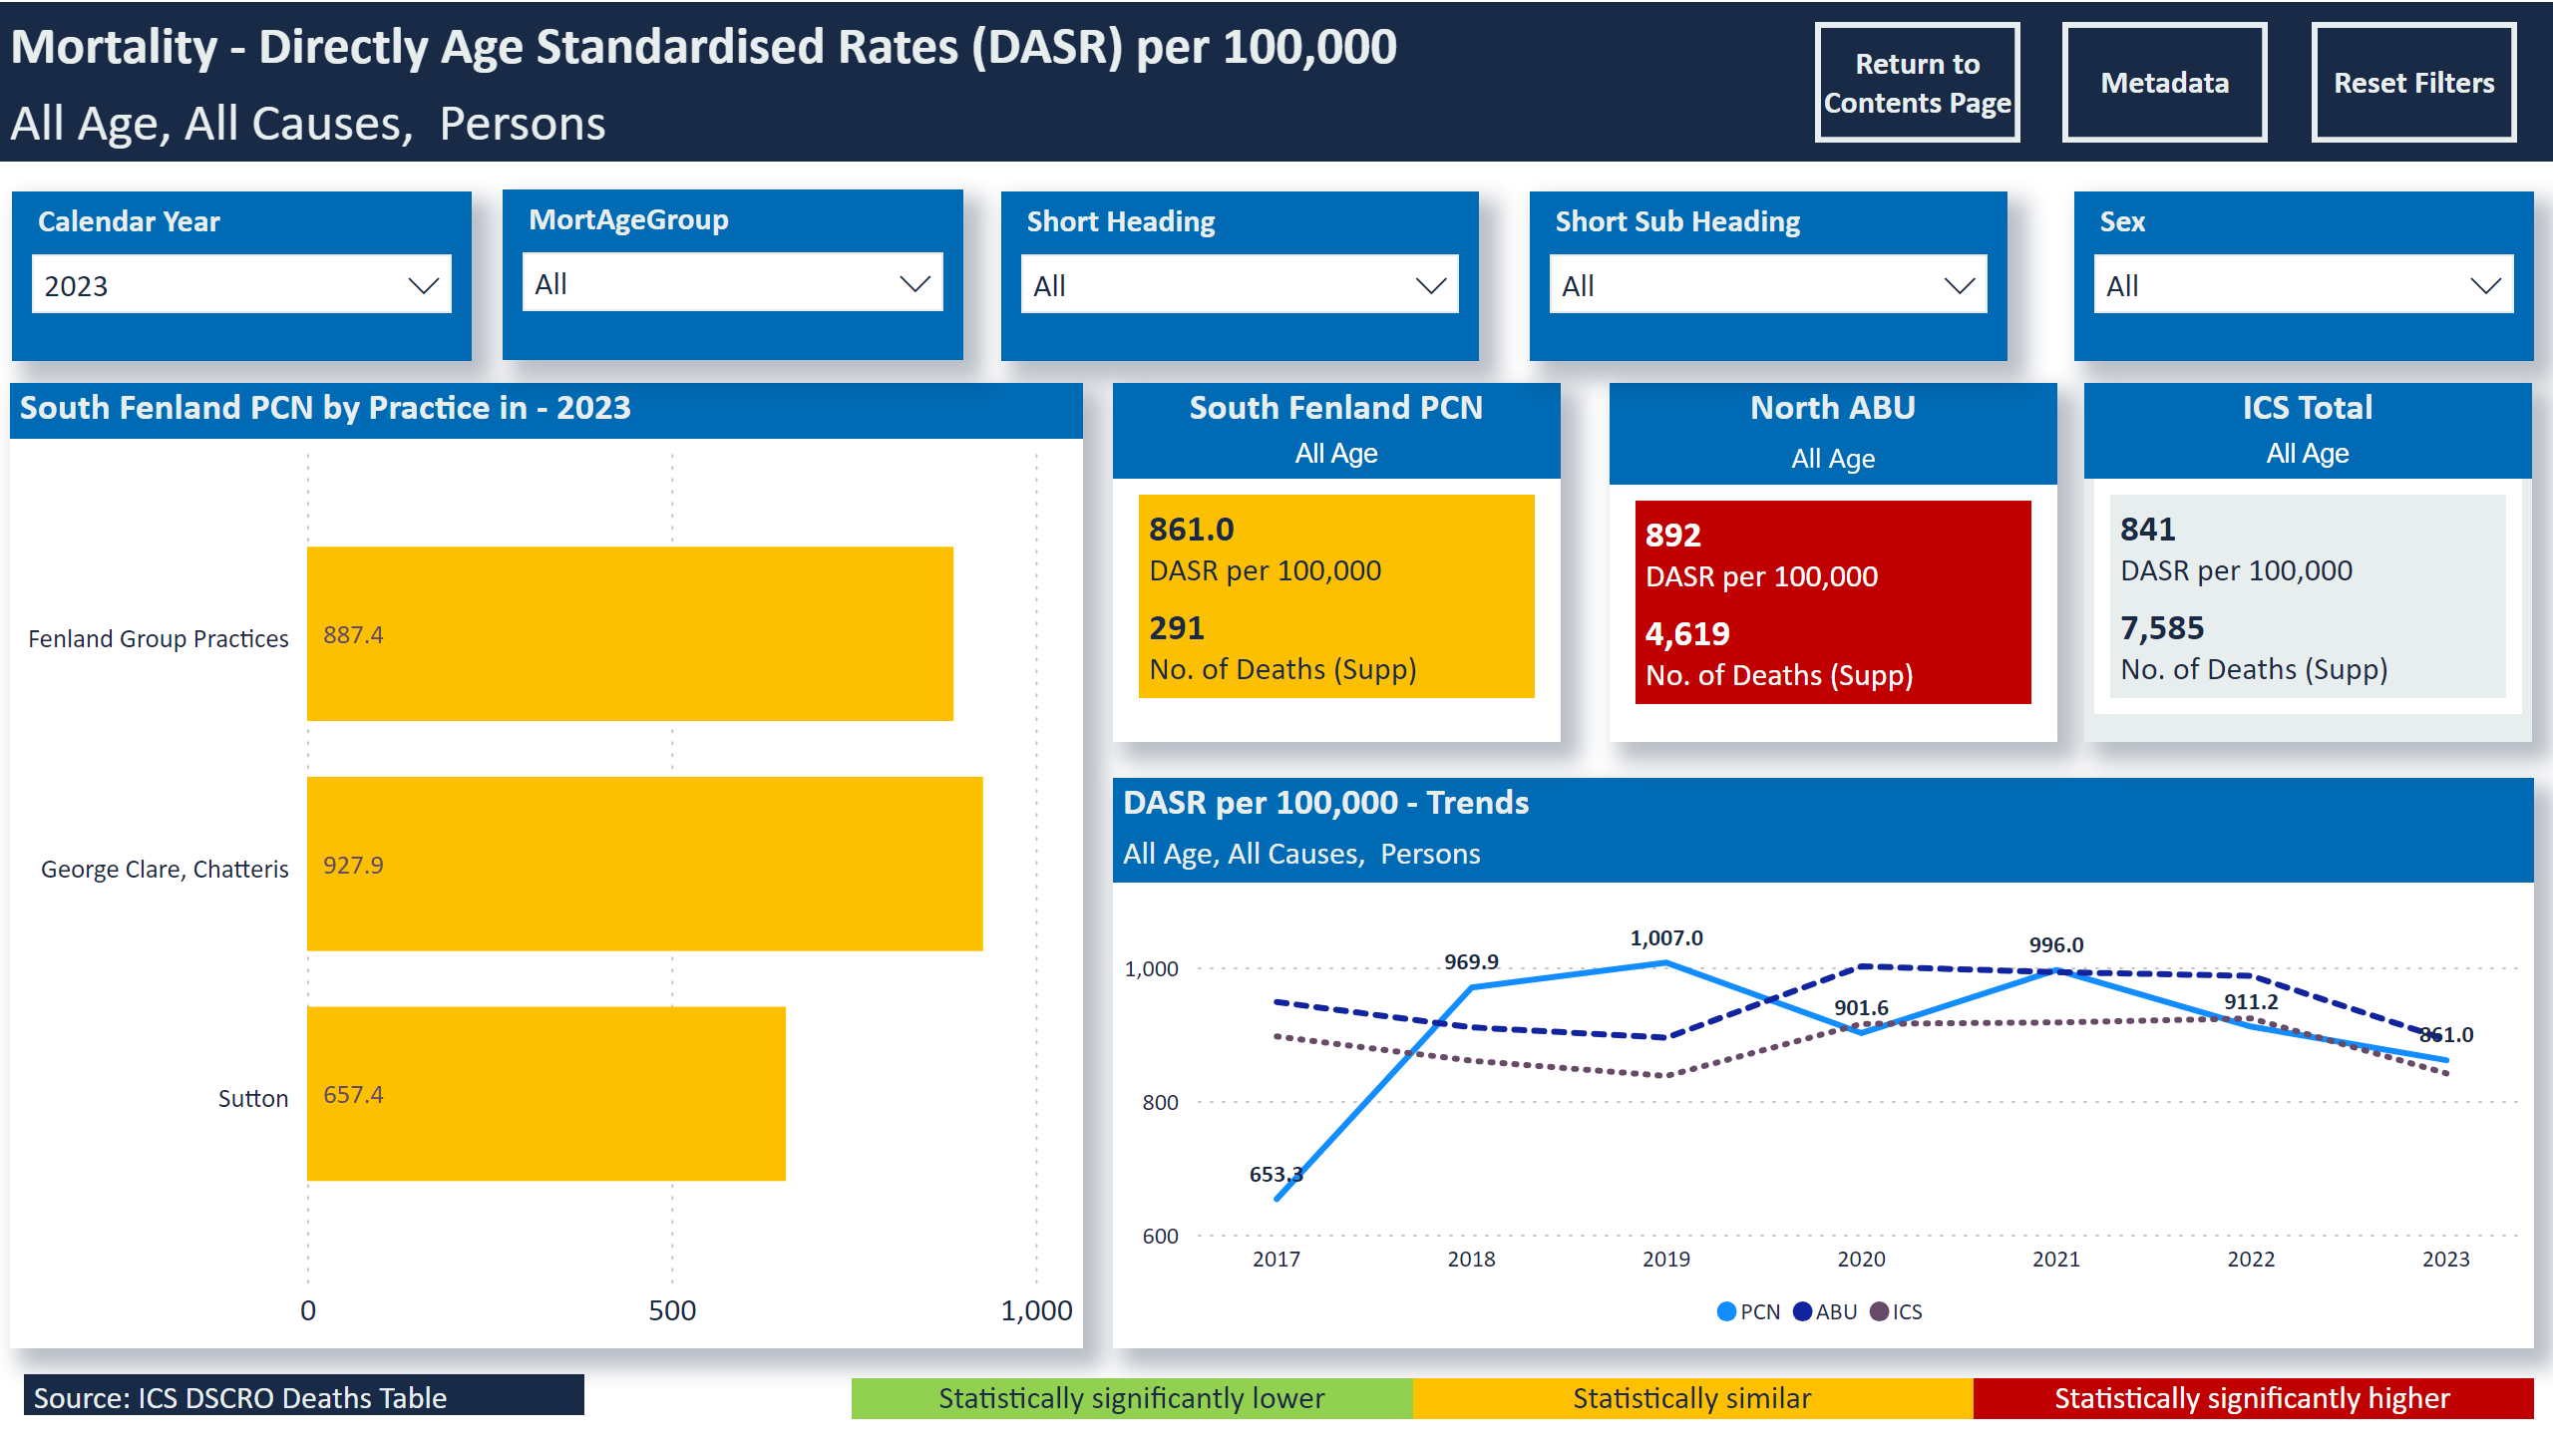 Mortality - Directly Age Standardised Rates (DASR) per 100,000
All Age, All Causes,  Persons
Return to
Contents Page
Metadata
Reset Filters
Calendar Year
2023
MortAgeGroup
All
Short Heading
All
Short Sub Heading
All
Sex
All
South Fenland PCN by Practice in - 2023
Fenland Group Practices
887.4
George Clare, Chatteris
927.9
Sutton
657.4
0
500
1,000
South Fenland PCN
All Age
861.0
DASR per 100,000
291
No. of Deaths (Supp)
North ABU
All Age
892
DASR per 100,000
4,619
No. of Deaths (Supp)
ICS Total
All Age
841
DASR per 100,000
7,585
No. of Deaths (Supp)
DASR per 100,000 - Trends
All Age, All Causes,  Persons
1,000
800
600
653.3
969.9
1,007.0
901.6
996.0
911.2
861.0
2017
2018
2019
2020
2021
2022
2023
PCN
ABU
ICS
Source: ICS DSCRO Deaths Table
Statistically significantly lower
Statistically similar
Statistically significantly higher